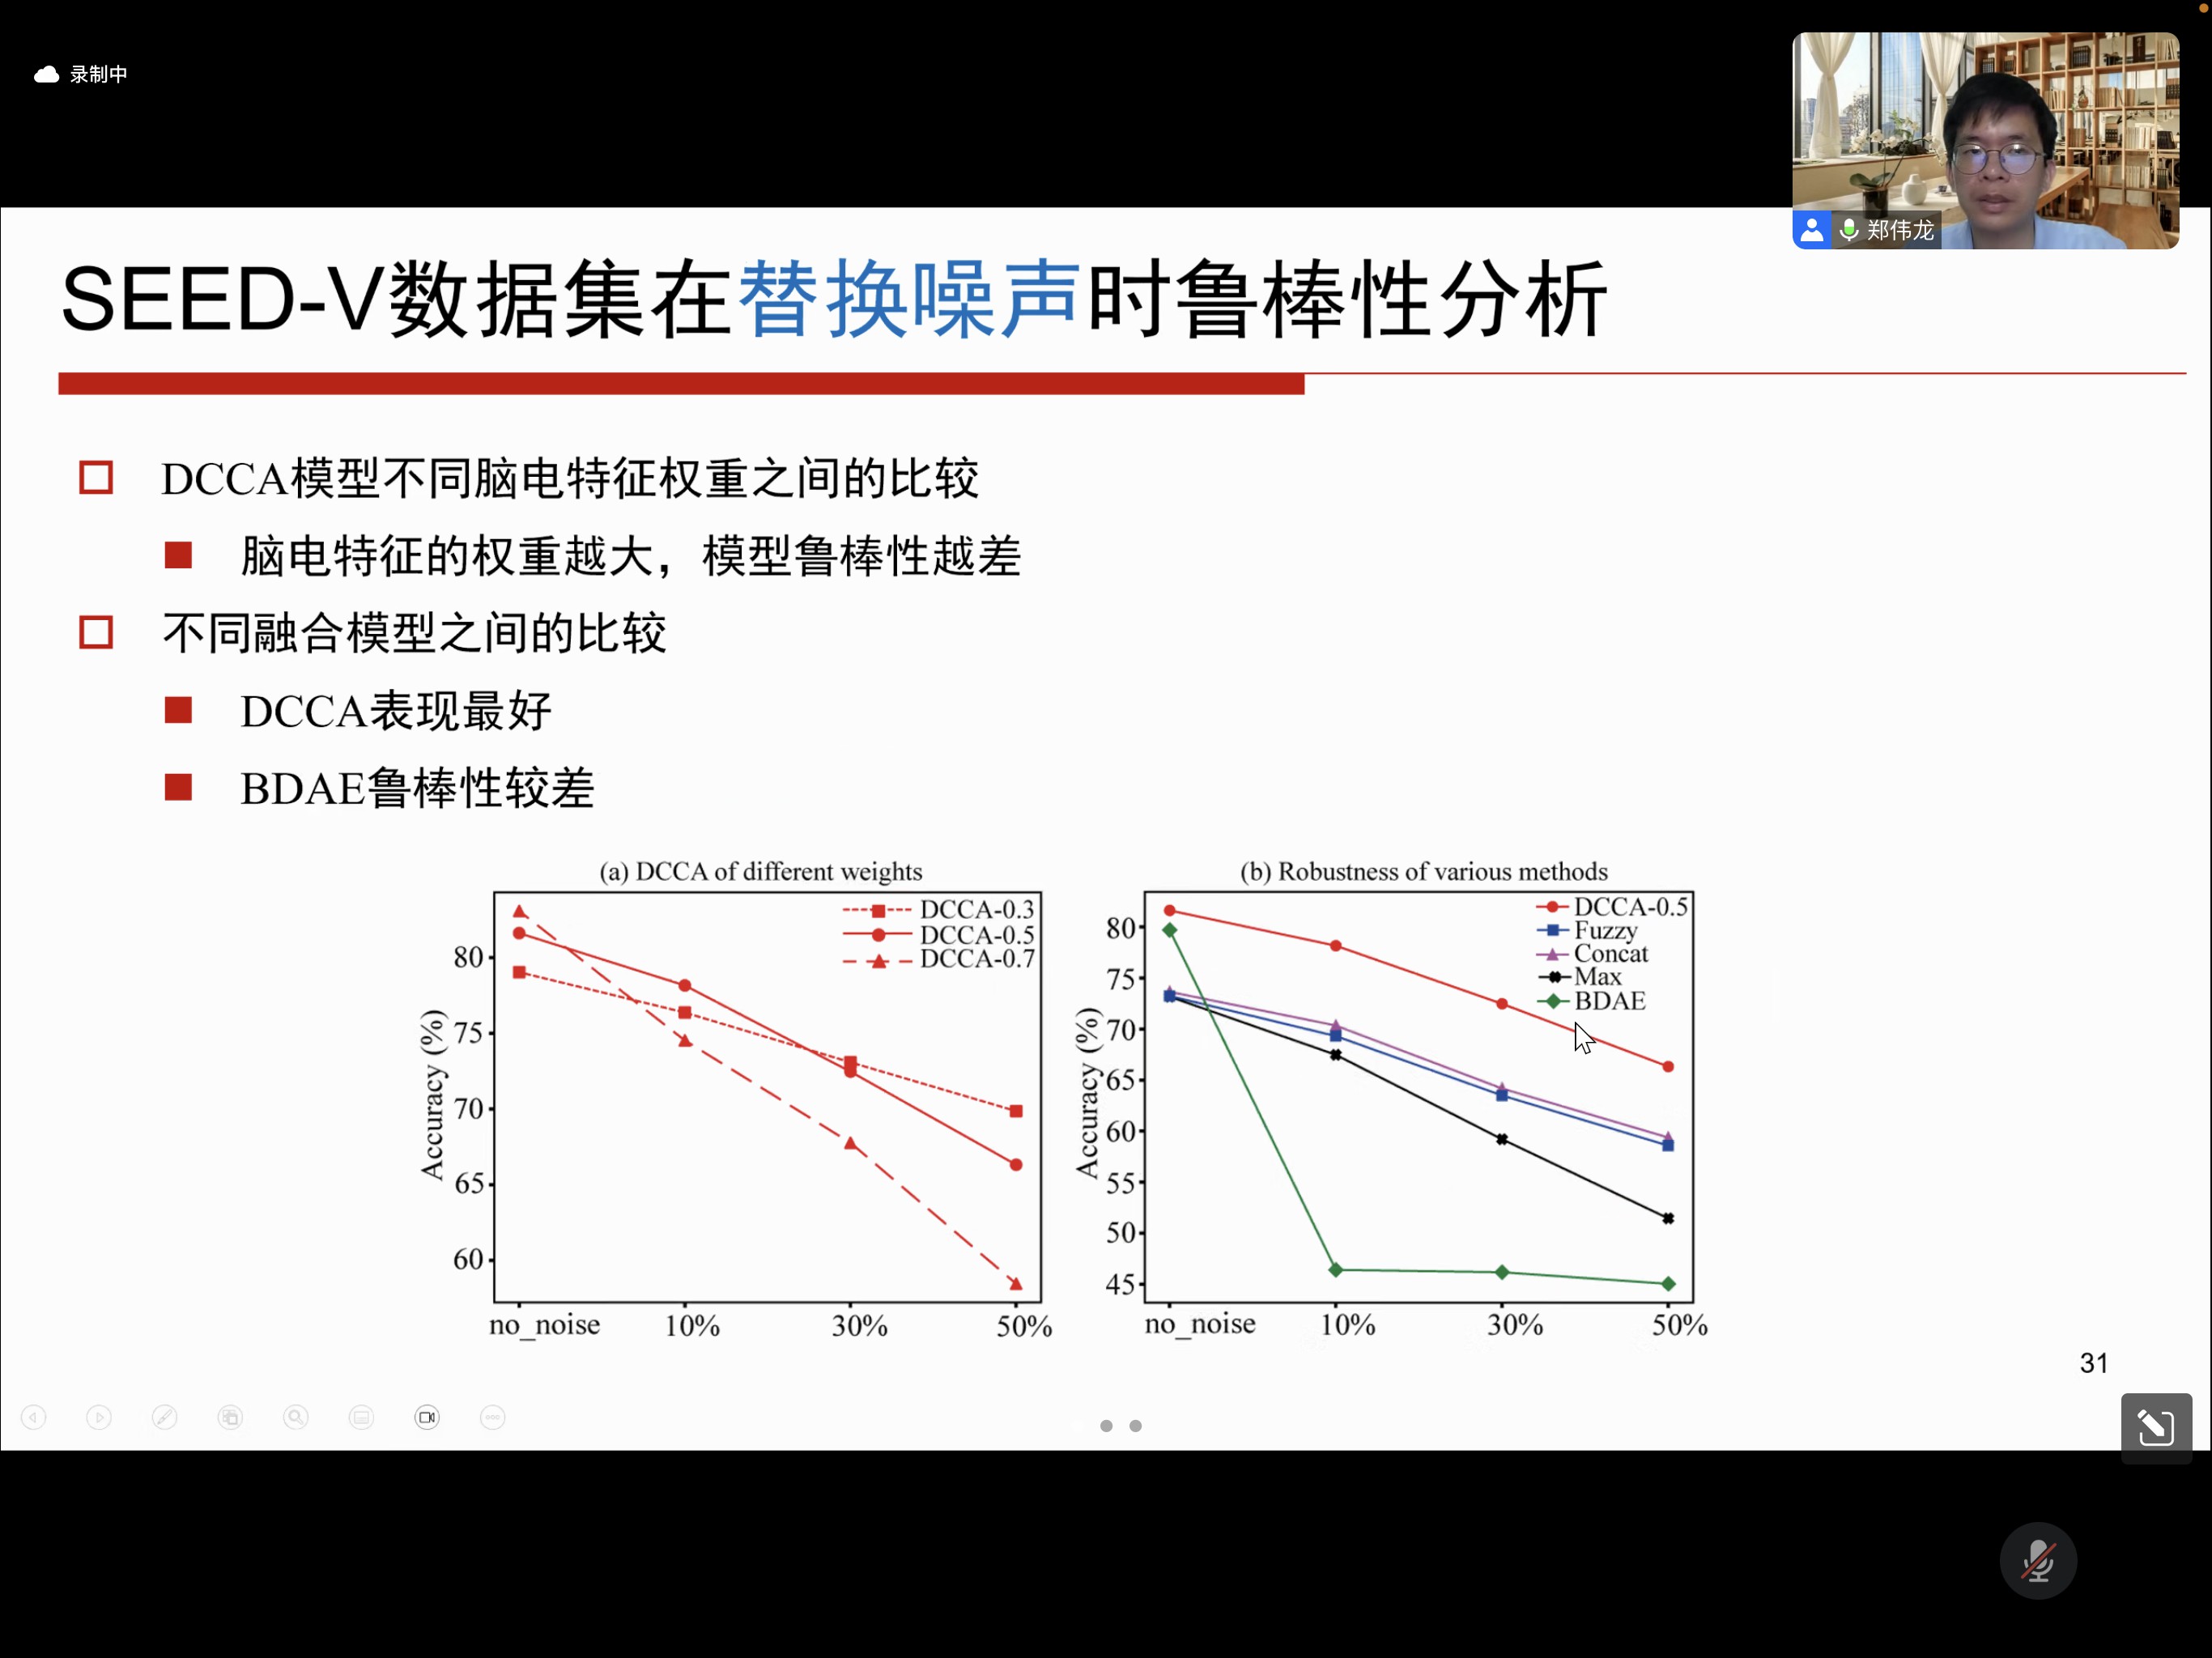 录制中
郑伟龙
SEED-V数据集在替换噪声时鲁棒性分析
DCCA模型不同脑电特征权重之间的比较
脑电特征的权重越大，模型鲁棒性越差
不同融合模型之间的比较
DCCA表现最好
BDAE鲁棒性较差
(a) DCCA of different weights
DCCA-0.3
DCCA-0.5
DCCA-0.7
Accuracy (%)
80
75
70
65
60
no_noise 10% 30% 50%
(b) Robustness of various methods
DCCA-0.5
Fuzzy
Concat
Max
BDAE
Accuracy (%)
80
75
70
65
60
55
50
45
no_noise 10% 30% 50%
31